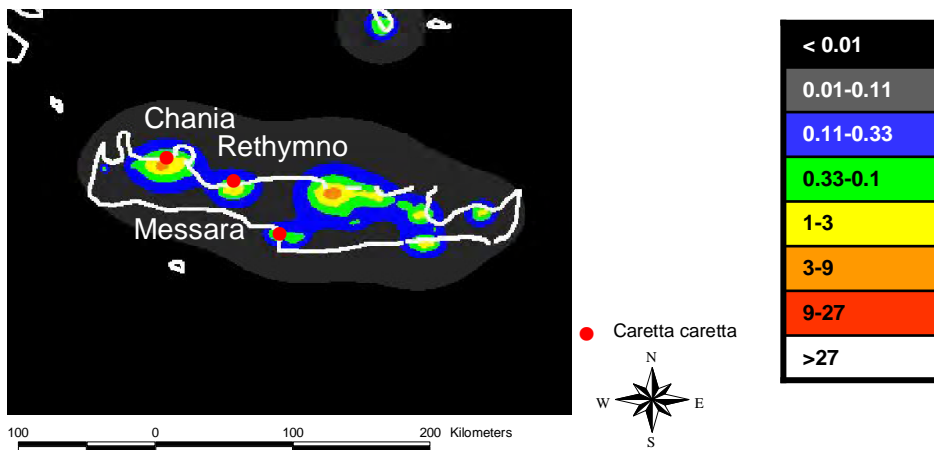 Chania
Rethymno
Messara
< 0.01
0.01-0.11
0.11-0.33
0.33-0.1
1-3
3-9
9-27
>27
Caretta caretta
N
W E
S
100 0 100 200 Kilometers